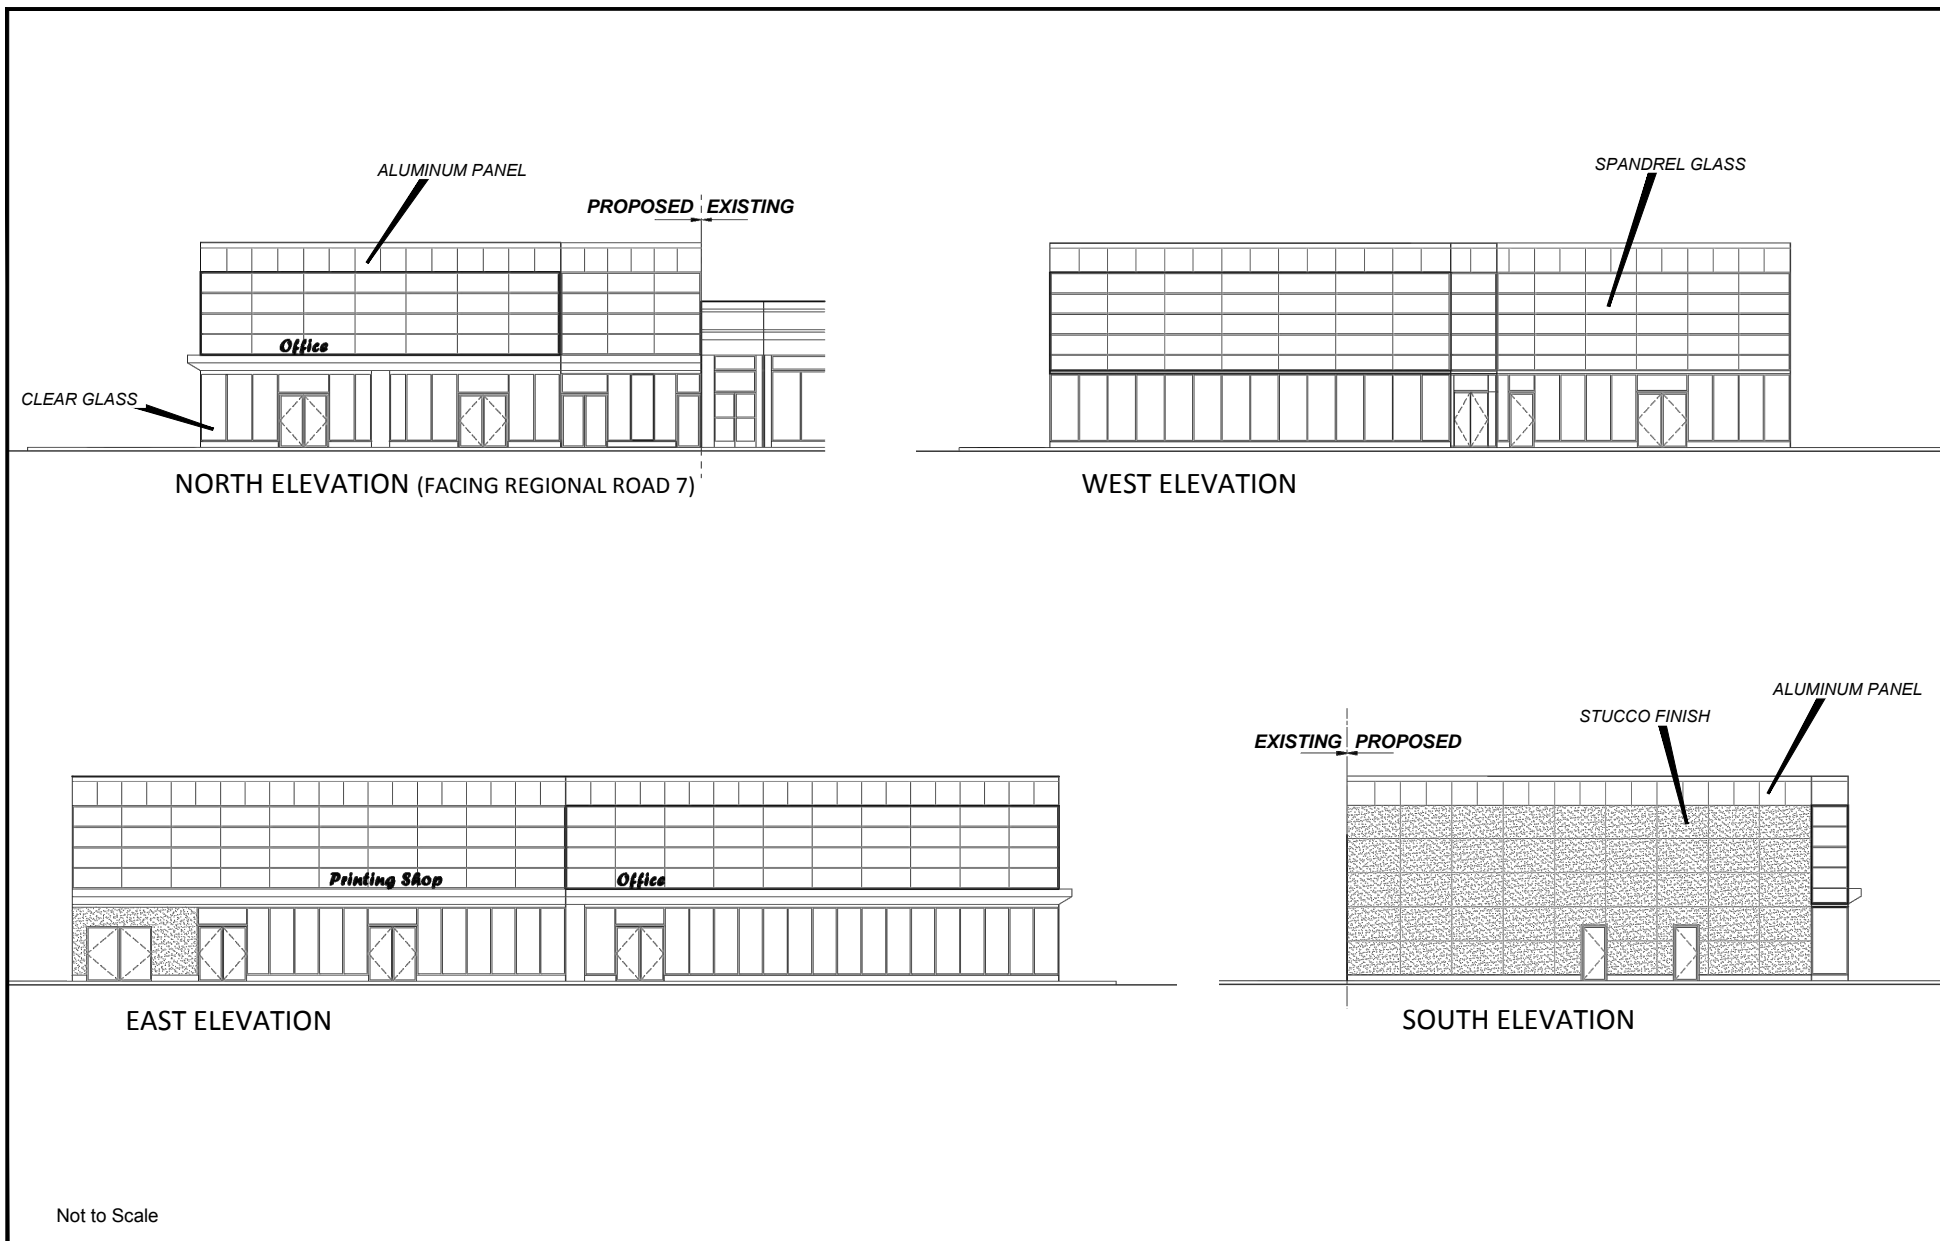 ALUMINUM PANEL
SPANDREL GLASS
PROPOSED EXISTING
Office
CLEAR GLASS
NORTH ELEVATION (FACING REGIONAL ROAD 7)
WEST ELEVATION
ALUMINUM PANEL
STUCCO FINISH
EXISTING PROPOSED
Printing Shop
Office
EAST ELEVATION
SOUTH ELEVATION
Not to Scale